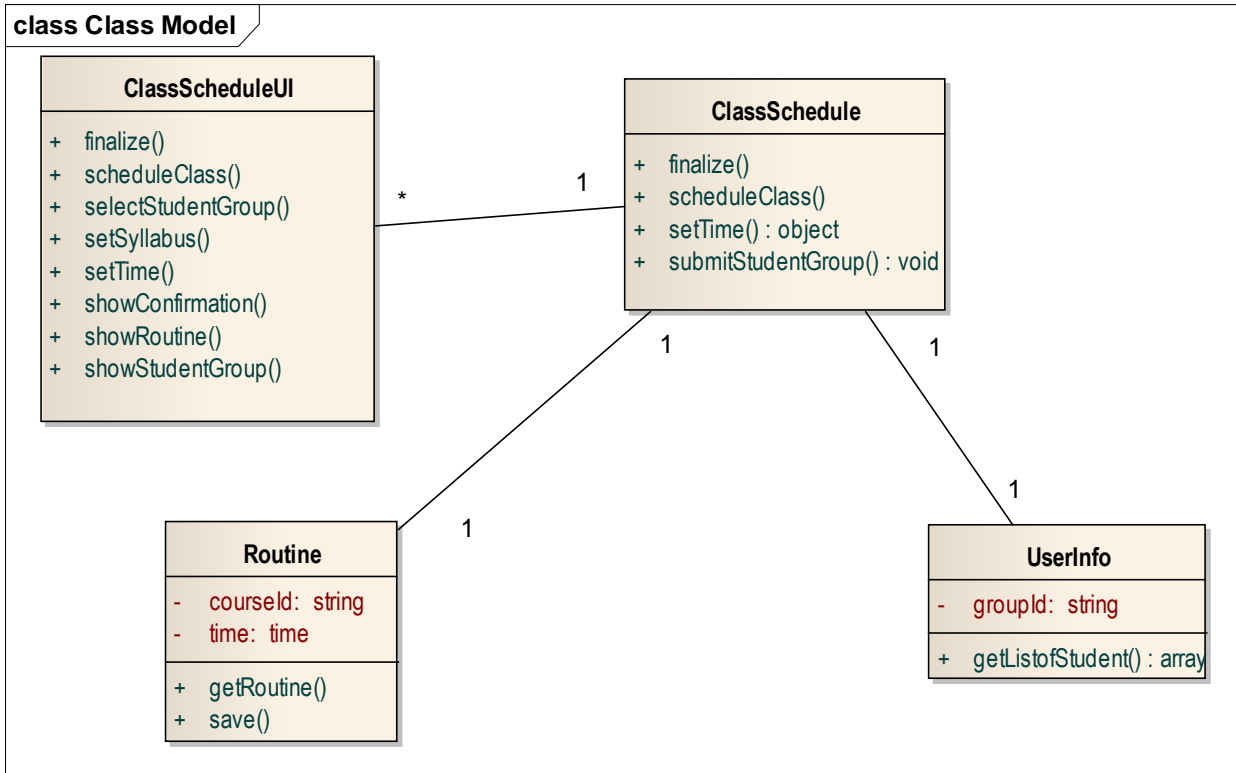 class Class Model
ClassScheduleUI
+ finalize()
+ scheduleClass()
+ selectStudentGroup()
+ setSyllabus()
+ setTime()
+ showConfirmation()
+ showRoutine()
+ showStudentGroup()
*
1
ClassSchedule
+ finalize()
+ scheduleClass()
+ setTime() : object
+ submitStudentGroup() : void
1
1
1
1
Routine
- courseId: string
- time: time
+ getRoutine()
+ save()
UserInfo
- groupId: string
+ getListofStudent() : array